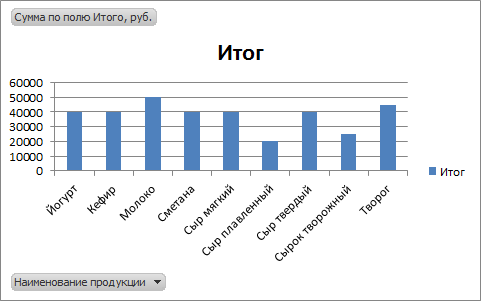 Сумма по полю Итого, руб.
Итог
60000
50000
40000
30000
20000
10000
0
Йогурт
Кефир
Молоко
Сметана
Сыр мягкий
Сыр плавленный
Сыр твердый
Сырок творожный
Творог
Итог
Наименование продукции